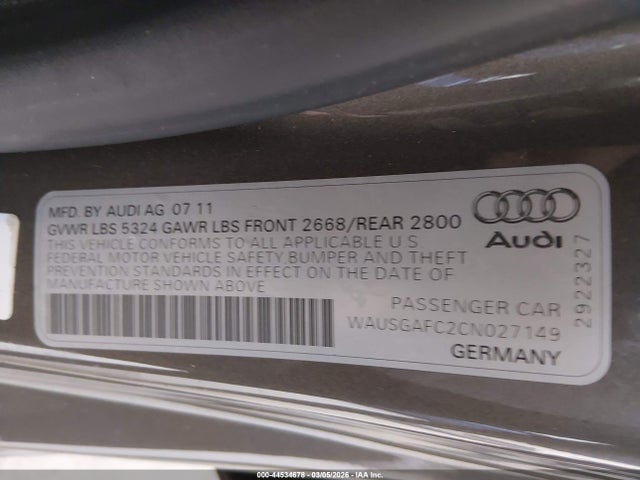 MFD. BY AUDI AG 07 11
GVWR LBS 5324 GAWR LBS FRONT 2668/REAR 2800
THIS VEHICLE CONFORMS TO ALL APPLICABLE U S
FEDERAL MOTOR VEHICLE SAFETY, BUMPER AND THEFT
PREVENTION STANDARDS IN EFFECT ON THE DATE OF
MANUFACTURE SHOWN ABOVE
Audi
PASSENGER CAR
WAUSGAFC2CN027149
GERMANY
2922327
000-44534678 - 03/05/2026 - IAA Inc.